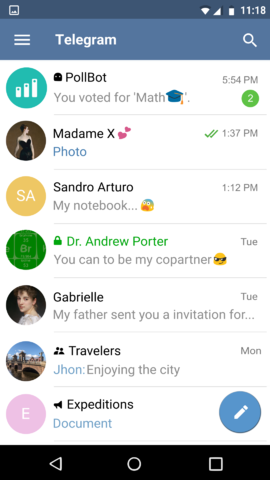 11:18
Telegram
PollBot
5:54 PM
You voted for 'Math🎓'.
2
Madame X 💕
1:37 PM
Photo
SA
Sandro Arturo
1:12 PM
My notebook... 😰
Br
Dr. Andrew Porter
Tue
You can to be my copartner😎
Gabrielle
Tue
My father sent you a invitation for...
Travelers
Mon
Jhon:Enjoying the city
E
Expeditions
Document